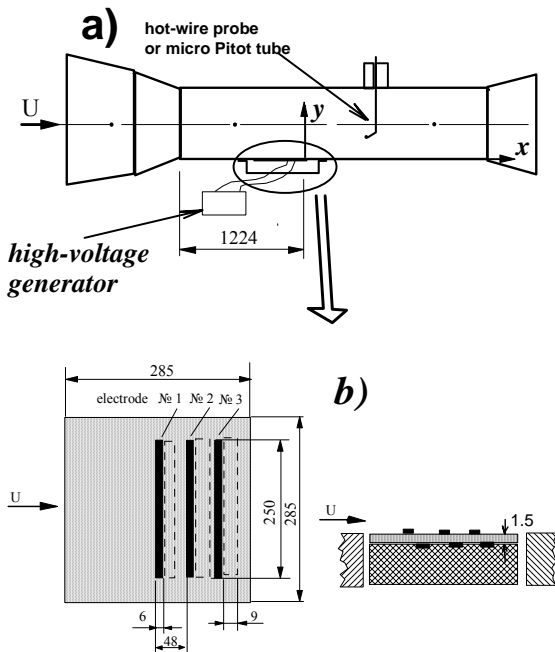 a)
hot-wire probe
or micro Pitot tube
U
y
x
high-voltage
generator
1224
285
electrode № 1 № 2 № 3
b)
U
250
285
U
1.5
6
9
48